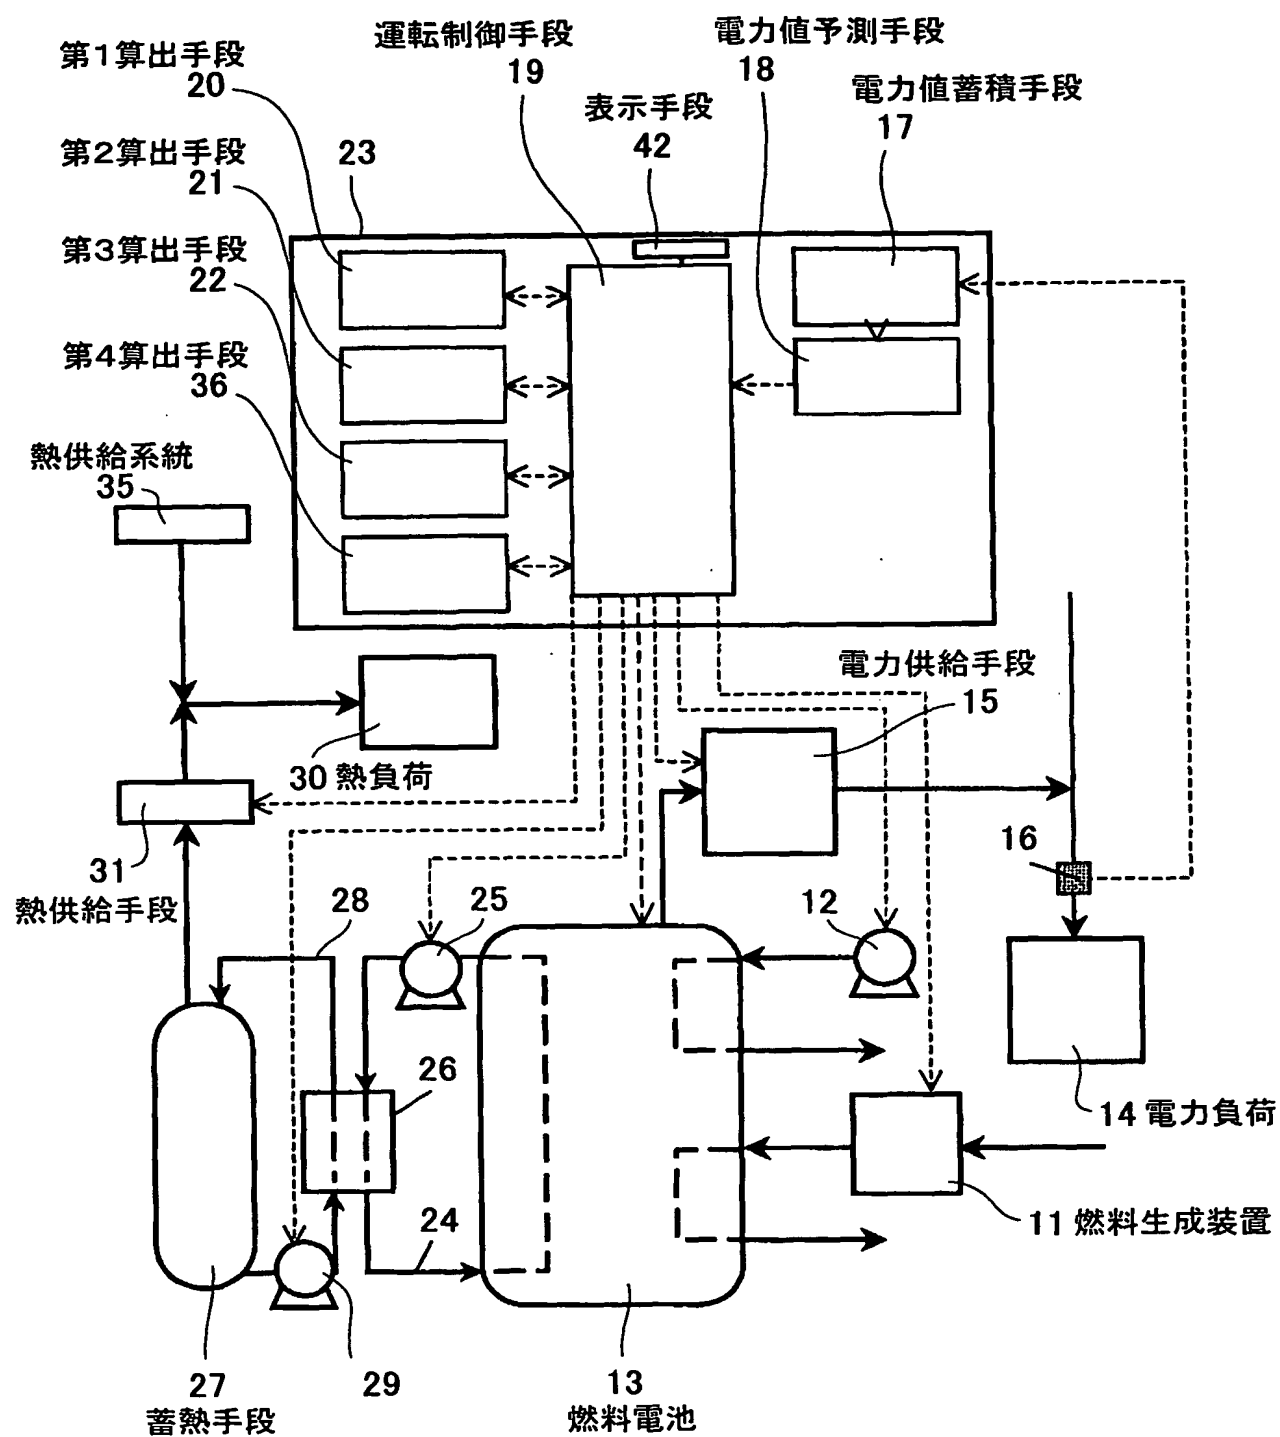 運転制御手段
19
電力値予測手段
18
第1算出手段
20
表示手段
42
電力値蓄積手段
17
第2算出手段
21
23
第3算出手段
22
第4算出手段
36
熱供給系統
35
電力供給手段
15
30 熱負荷
31
熱供給手段
16
28
25
12
26
14 電力負荷
24
11 燃料生成装置
27
蓄熱手段
29
13
燃料電池